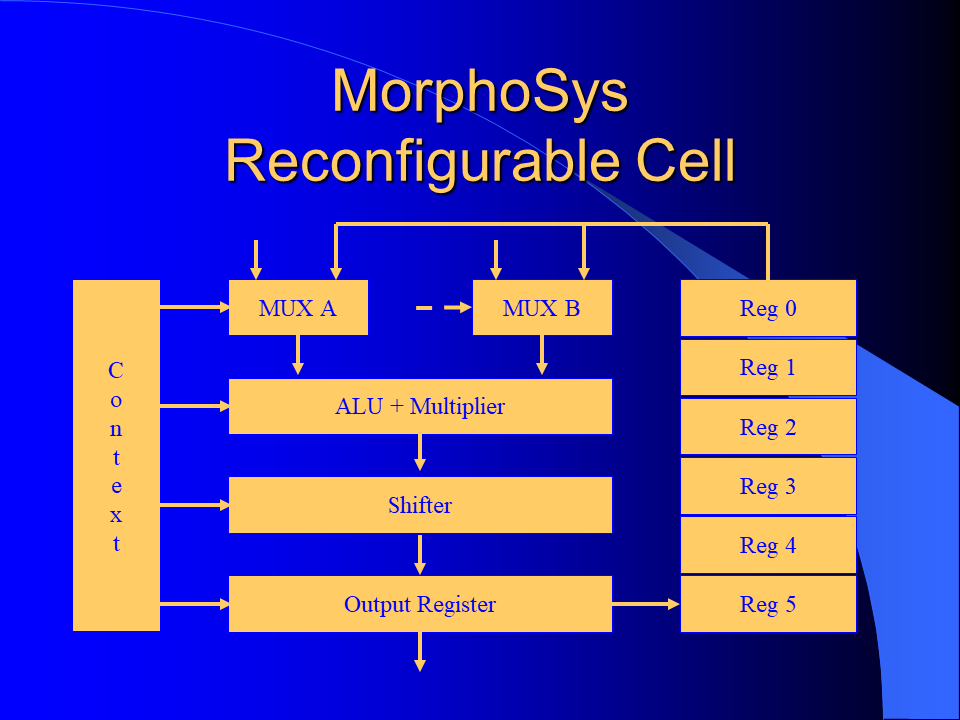 MorphoSys
Reconfigurable Cell
MUX A
MUX B
Reg 0
C
o
n
t
e
x
t
Reg 1
ALU + Multiplier
Reg 2
Reg 3
Shifter
Reg 4
Output Register
Reg 5